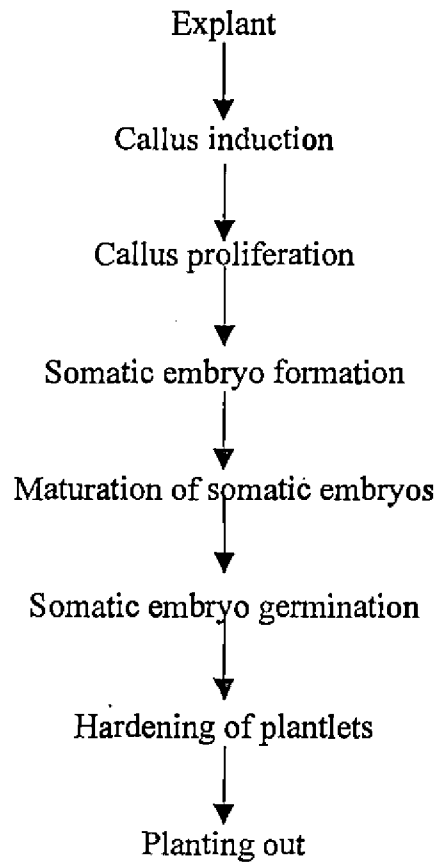 Explant
Callus induction
Callus proliferation
Somatic embryo formation
Maturation of somatic embryos
Somatic embryo germination
Hardening of plantlets
Planting out